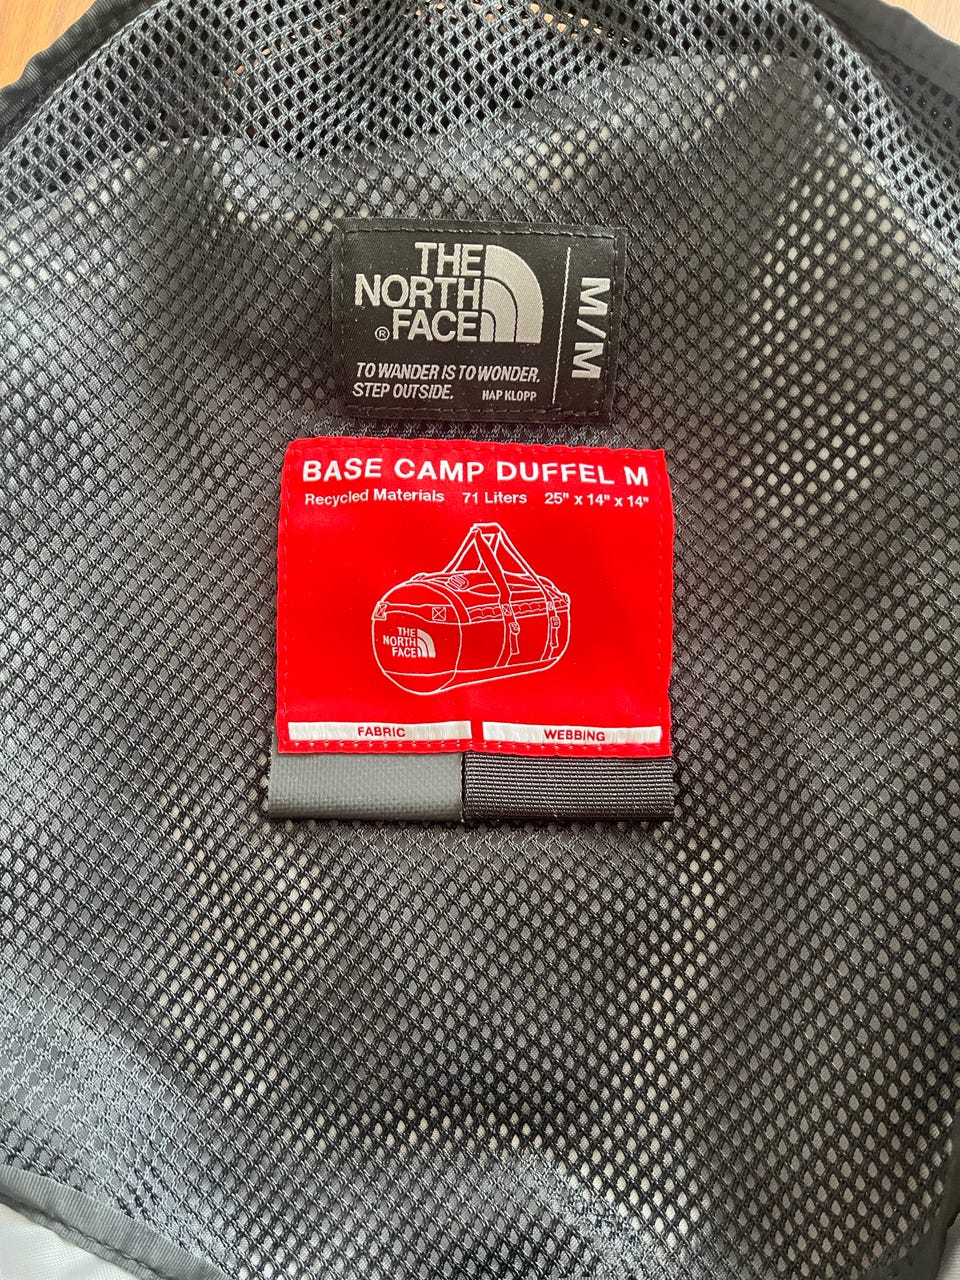 THE
NORTH
® FACE
M/M
TO WANDER IS TO WONDER.
STEP OUTSIDE. HAP KLOPP
BASE CAMP DUFFEL M
Recycled Materials 71 Liters 25" x 14" x 14"
THE
NORTH
FACE
FABRIC WEBBING